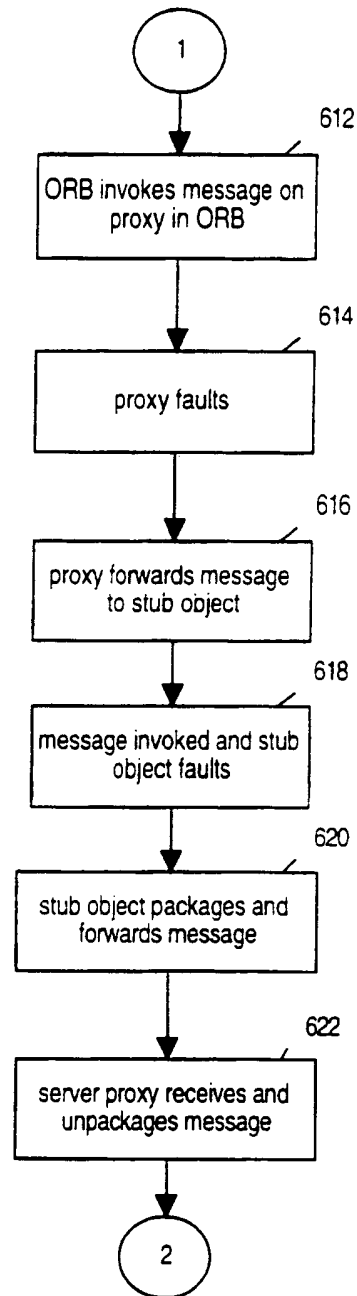 1
612
ORB invokes message on
proxy in ORB
614
proxy faults
616
proxy forwards message
to stub object
618
message invoked and stub
object faults
620
stub object packages and
forwards message
622
server proxy receives and
unpackages message
2